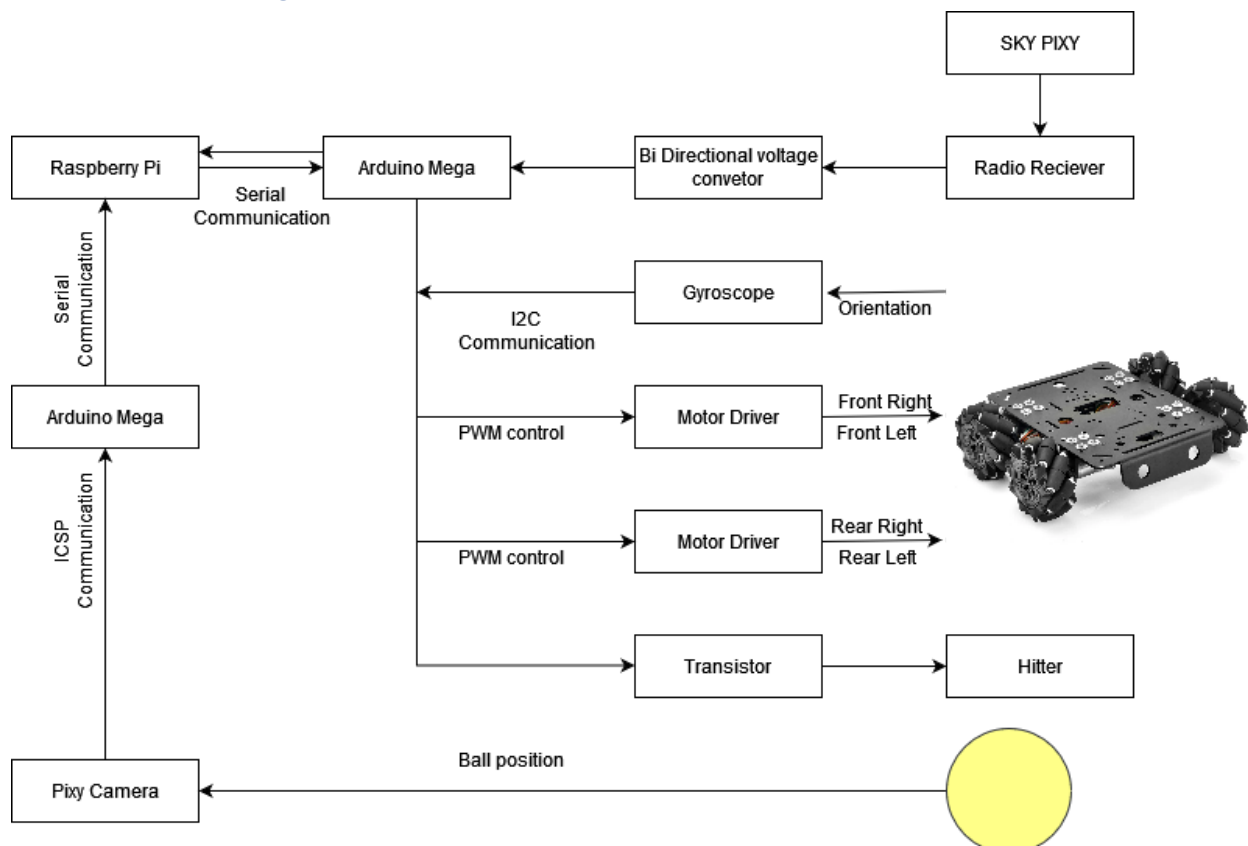 SKY PIXY
Raspberry Pi
Arduino Mega
Bi Directional voltage
convetor
Radio Reciever
Serial
Communication
Serial
Communication
Gyroscope
Orientation
I2C
Communication
Arduino Mega
Motor Driver
Front Right
Front Left
PWM control
ICSP
Communication
Motor Driver
Rear Right
Rear Left
PWM control
Transistor
Hitter
Ball position
Pixy Camera